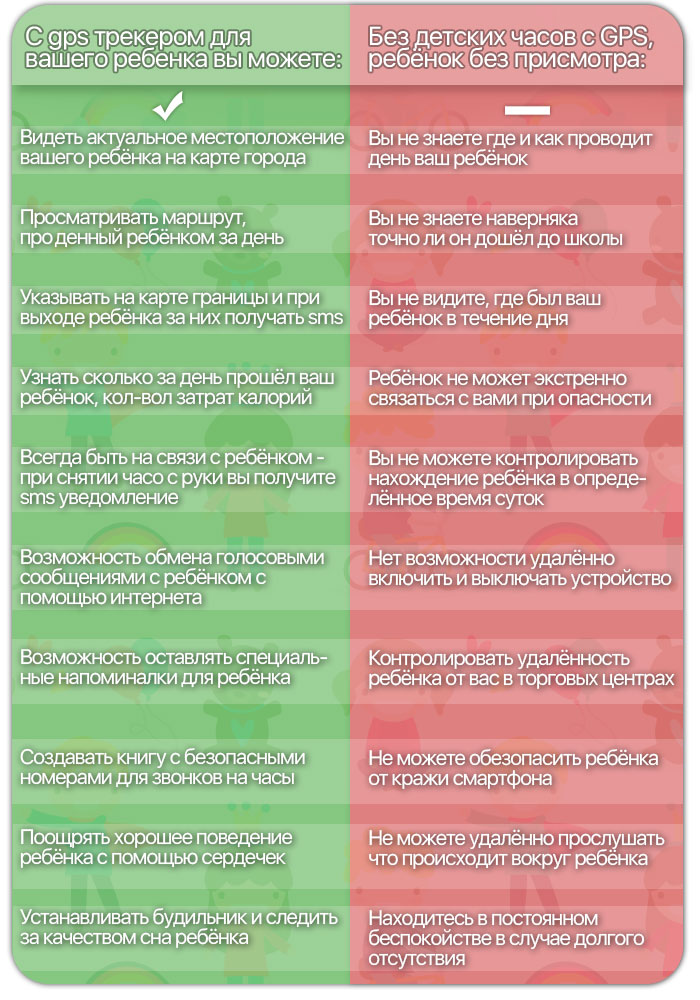 С gps трекером для
вашего ребенка вы можете:
Видеть актуальное местоположение
вашего ребёнка на карте города
Просматривать маршрут,
про денный ребёнком за день
Указывать на карте границы и при
выходе ребёнка за них получать sms
Узнать сколько за день прошёл ваш
ребёнок, кол-вол затрат калорий
Всегда быть на связи с ребёнком -
при снятии часо с руки вы получите
sms уведомление
Возможность обмена голосовыми
сообщениями с ребёнком с
помощью интернета
Возможность оставлять специаль-
ные напоминалки для ребёнка
Создавать книгу с безопасными
номерами для звонков на часы
Поощрять хорошее поведение
ребёнка с помощью сердечек
Устанавливать будильник и следить
за качеством сна ребёнка
Без детских часов с GPS,
ребёнок без присмотра:
Вы не знаете где и как проводит
день ваш ребёнок
Вы не знаете наверняка
точно ли он дошёл до школы
Вы не видите, где был ваш
ребёнок в течение дня
Ребёнок не может экстренно
связаться с вами при опасности
Вы не можете контролировать
нахождение ребёнка в опреде-
лённое время суток
Нет возможности удалённо
включить и выключать устройство
Контролировать удалённость
ребёнка от вас в торговых центрах
Не можете обезопасить ребёнка
от кражи смартфона
Не можете удалённо прослушать
что происходит вокруг ребёнка
Находитесь в постоянном
беспокойстве в случае долгого
отсутствия